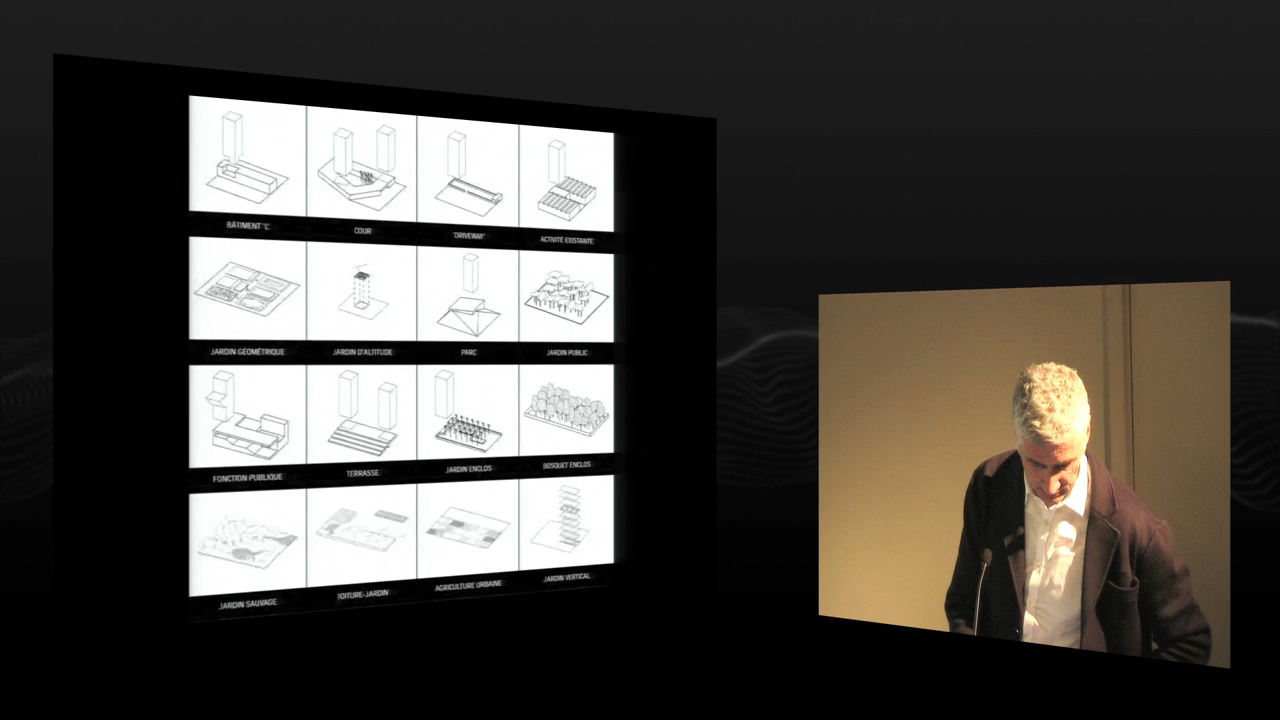 BÂTIMENT "L"
COUR
"DRIVEWAY"
ACTIVITÉ EXISTANTE
JARDIN GÉOMÉTRIQUE
JARDIN D'ALTITUDE
PARC
JARDIN PUBLIC
FONCTION PUBLIQUE
TERRASSE
JARDIN ENCLOS
BOSQUET ENCLOS
JARDIN SAUVAGE
TOITURE-JARDIN
AGRICULTURE URBAINE
JARDIN VERTICAL